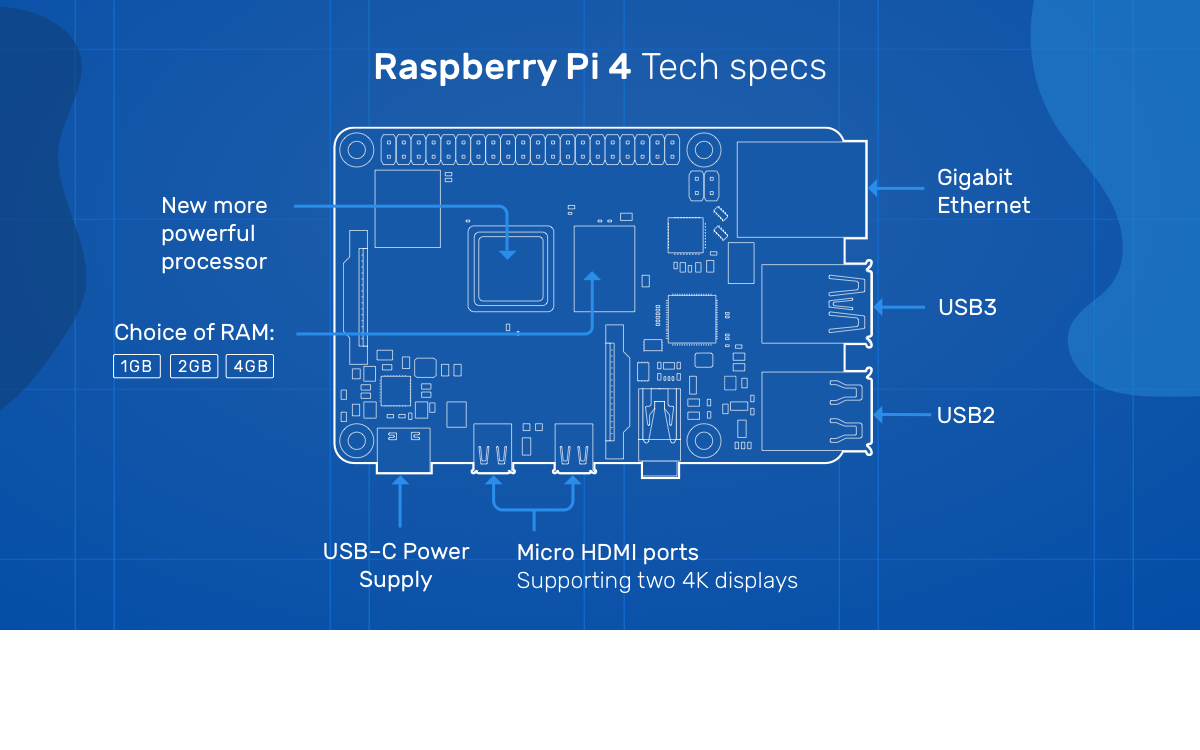 Raspberry Pi 4 Tech specs
Gigabit
Ethernet
New more
powerful
processor
USB3
Choice of RAM:
1GB 2GB 4GB
USB2
USB–C Power
Supply
Micro HDMI ports
Supporting two 4K displays